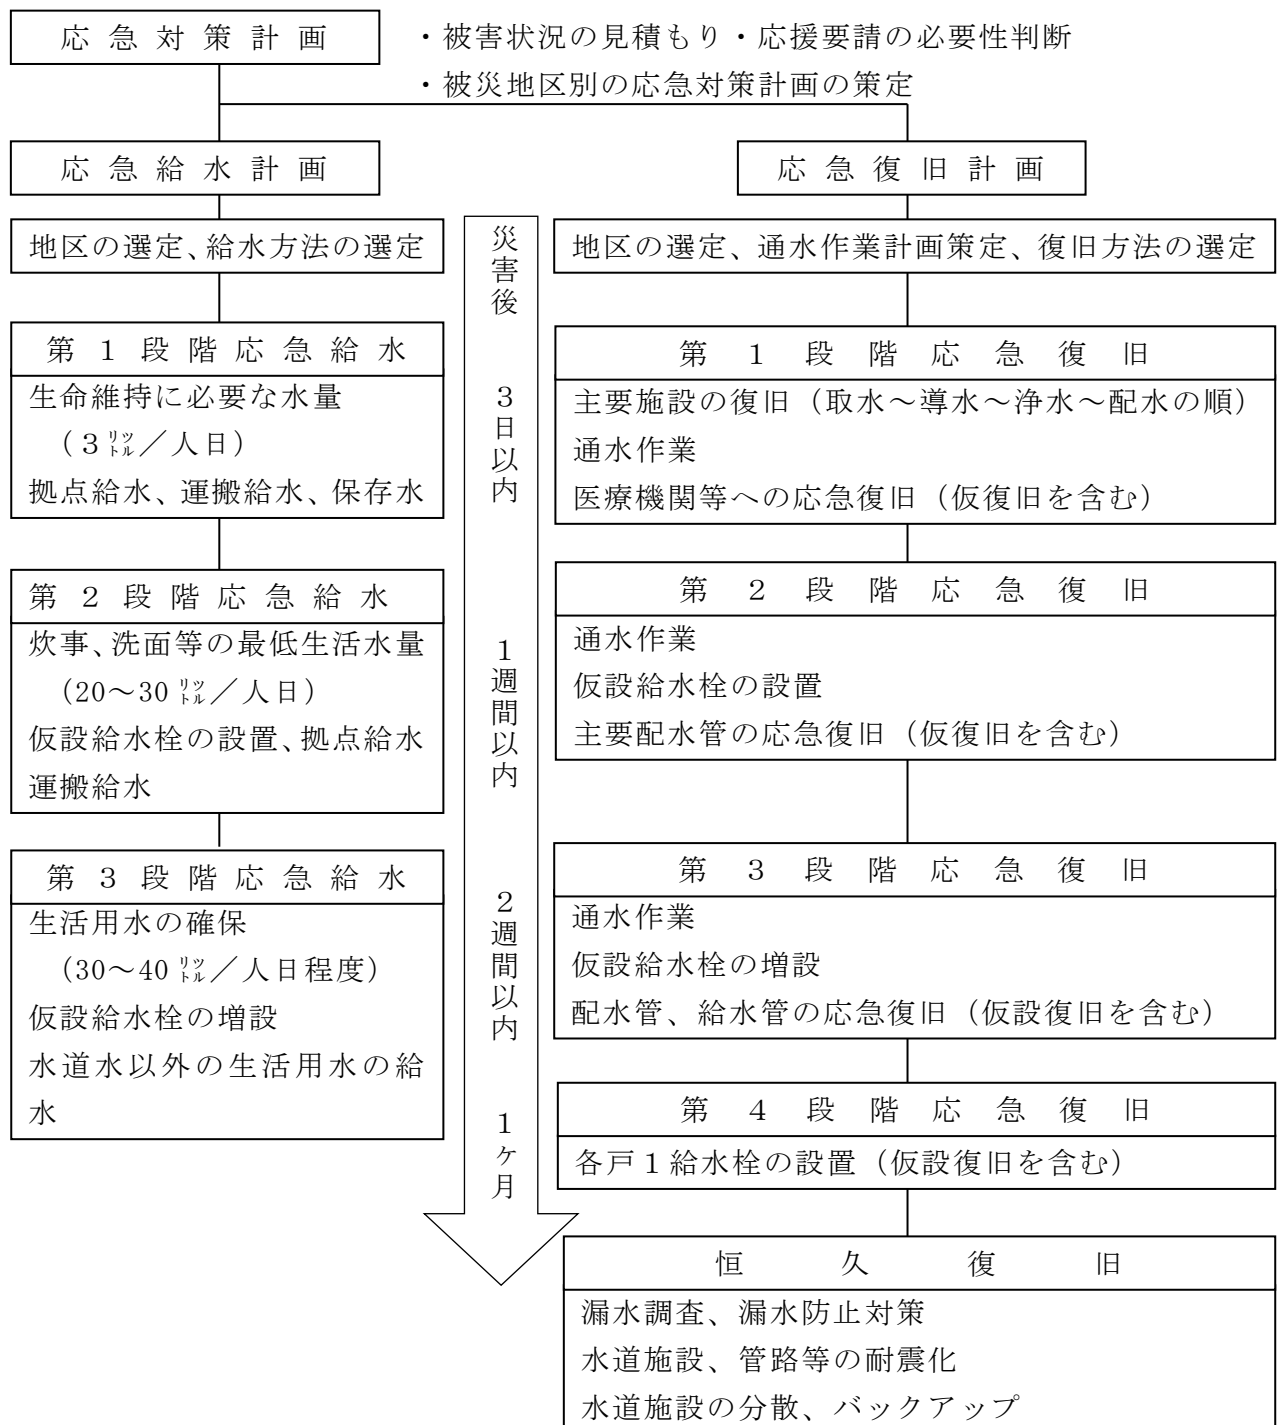 応急対策計画
・被害状況の見積もり・応援要請の必要性判断
・被災地区別の応急対策計画の策定
応急給水計画
応急復旧計画
地区の選定、給水方法の選定
第1段階応急給水
生命維持に必要な水量
（3㍑／人日）
拠点給水、運搬給水、保存水
第2段階応急給水
炊事、洗面等の最低生活水量
（20～30㍑／人日）
仮設給水栓の設置、拠点給水
運搬給水
第3段階応急給水
生活用水の確保
（30～40㍑／人日程度）
仮設給水栓の増設
水道水以外の生活用水の給
水
災害後
3日以内
1週間以内
2週間以内
1ヶ月
地区の選定、通水作業計画策定、復旧方法の選定
第1段階応急復旧
主要施設の復旧（取水～導水～浄水～配水の順）
通水作業
医療機関等への応急復旧（仮復旧を含む）
第2段階応急復旧
通水作業
仮設給水栓の設置
主要配水管の応急復旧（仮復旧を含む）
第3段階応急復旧
通水作業
仮設給水栓の増設
配水管、給水管の応急復旧（仮設復旧を含む）
第4段階応急復旧
各戸1給水栓の設置（仮設復旧を含む）
恒久復旧
漏水調査、漏水防止対策
水道施設、管路等の耐震化
水道施設の分散、バックアップ